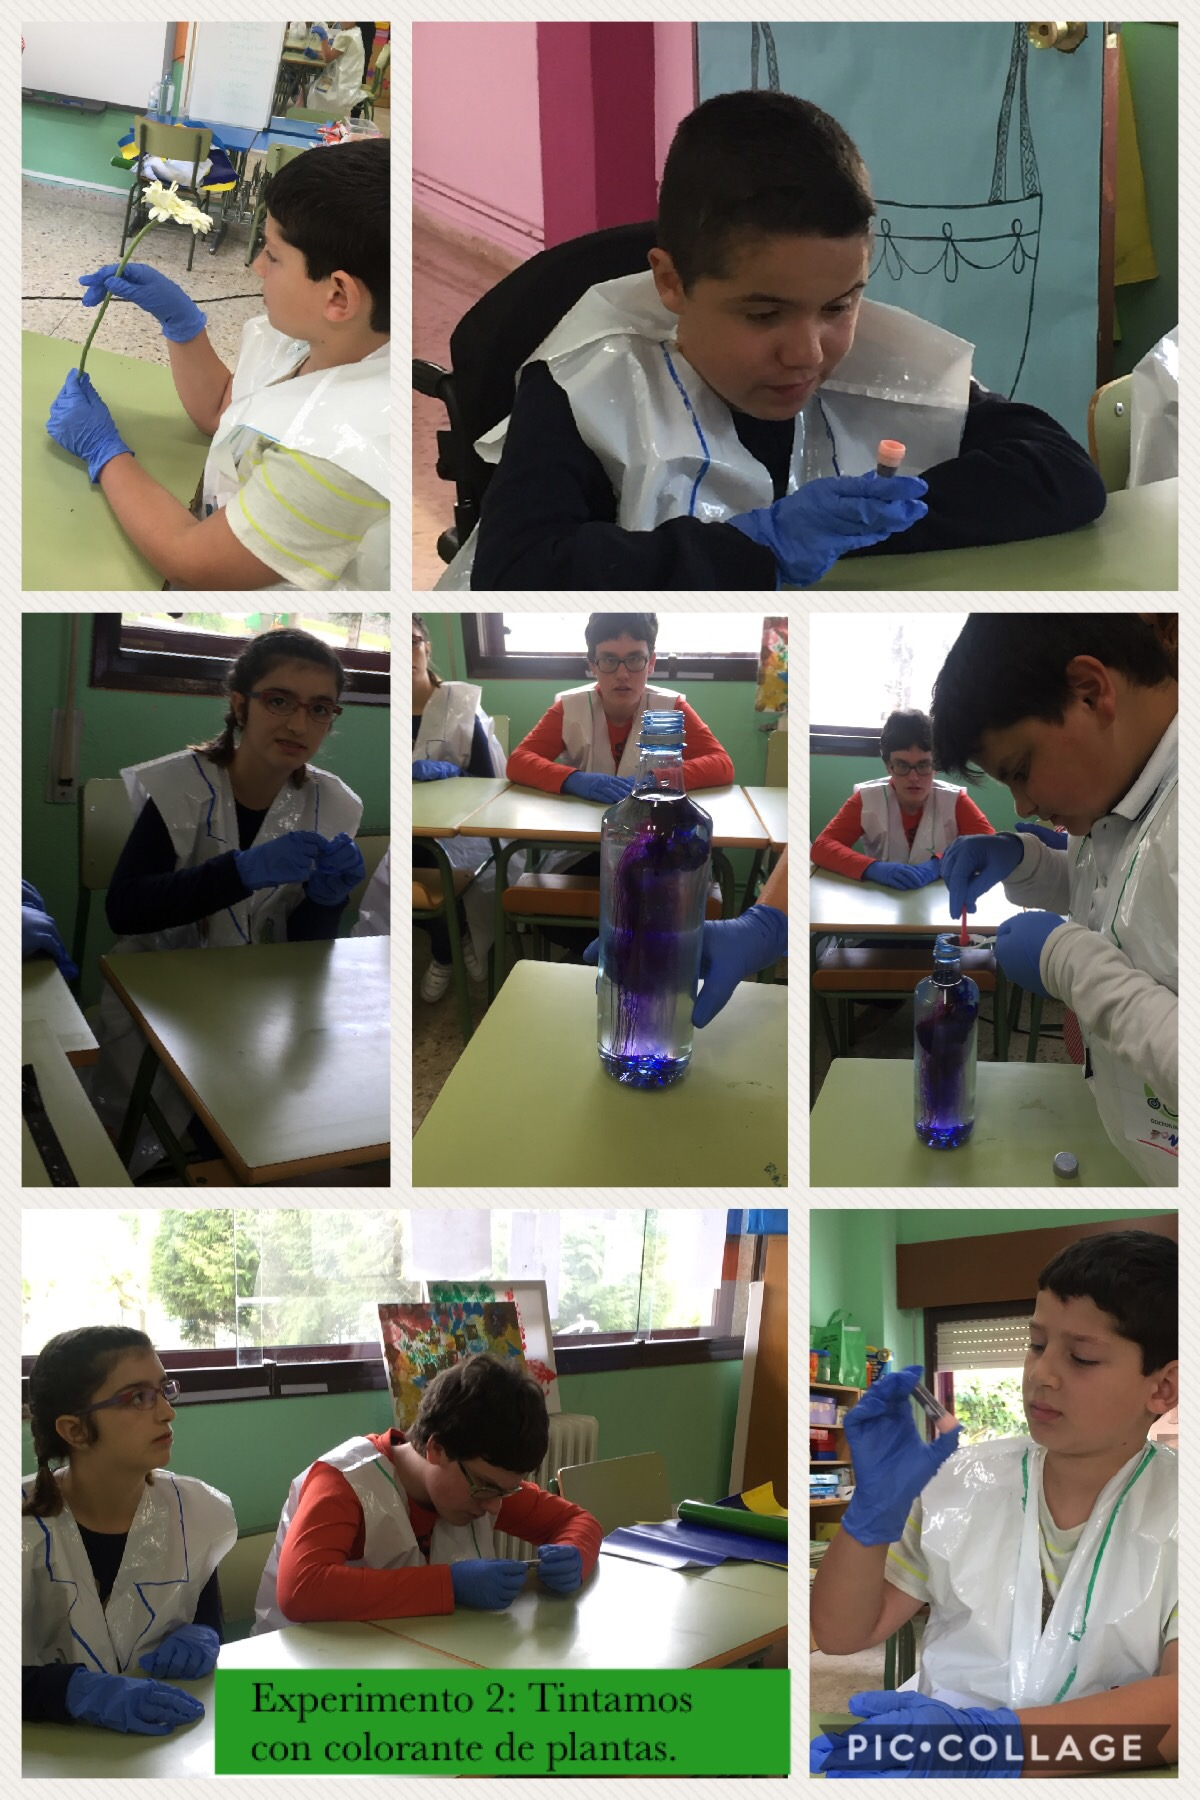 Experimento 2: Tintamos
con colorante de plantas.
PIC•COLLAGE